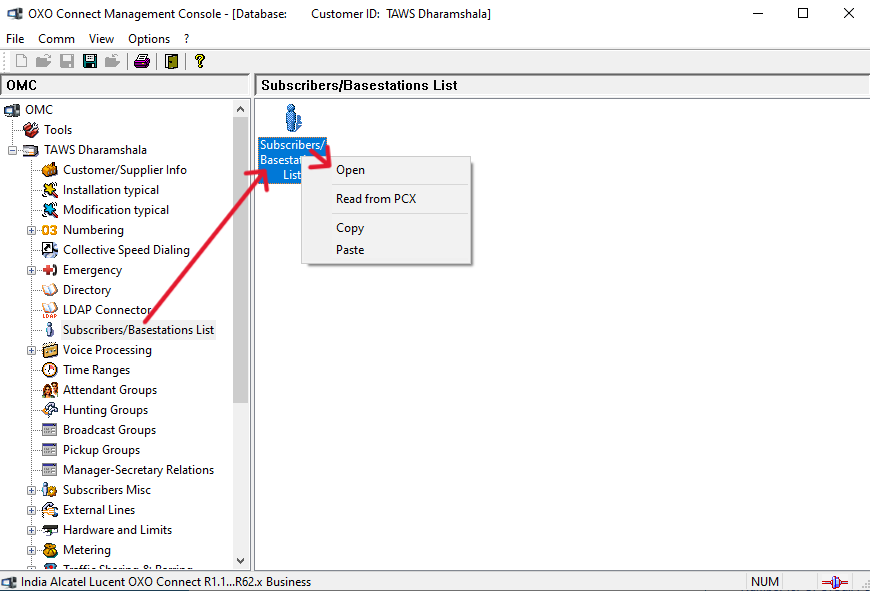 OXO Connect Management Console - [Database: Customer ID: TAWS Dharamshala]
File Comm View Options ?
OMC
Subscribers/Basestations List
OMC
Tools
TAWS Dharamshala
Customer/Supplier Info
Installation typical
Modification typical
03 Numbering
Collective Speed Dialing
Emergency
Directory
LDAP LDAP Connector
Subscribers/Basestations List
Voice Processing
Time Ranges
Attendant Groups
Hunting Groups
Broadcast Groups
Pickup Groups
Manager-Secretary Relations
Subscribers Misc
External Lines
Hardware and Limits
Metering
Subscribers/
List
Open
Read from PCX
Copy
Paste
India Alcatel Lucent OXO Connect R1.1...R62.x Business
NUM